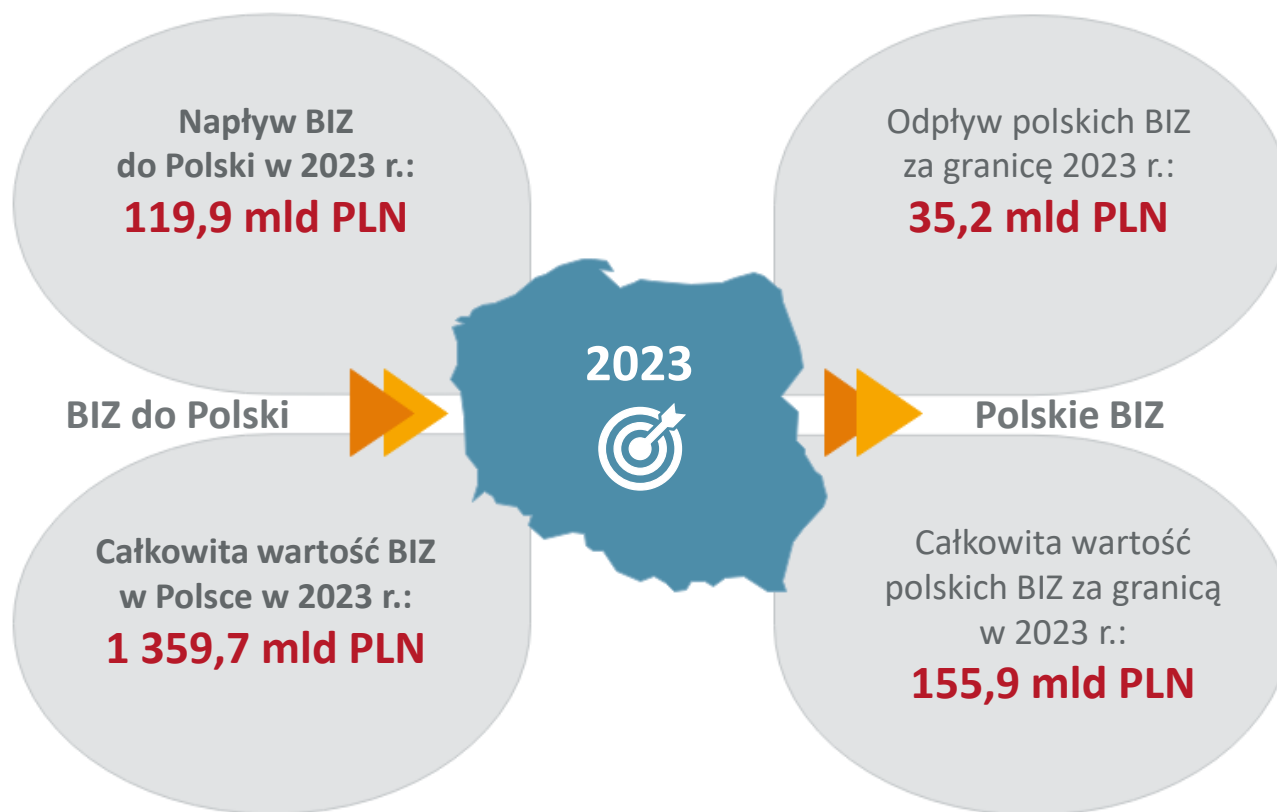 Napływ BIZ
do Polski w 2023 r.:
119,9 mld PLN
Odpływ polskich BIZ
za granicę 2023 r.:
35,2 mld PLN
2023
BIZ do Polski
Polskie BIZ
Całkowita wartość BIZ
w Polsce w 2023 r.:
1 359,7 mld PLN
Całkowita wartość
polskich BIZ za granicą
w 2023 r.:
155,9 mld PLN